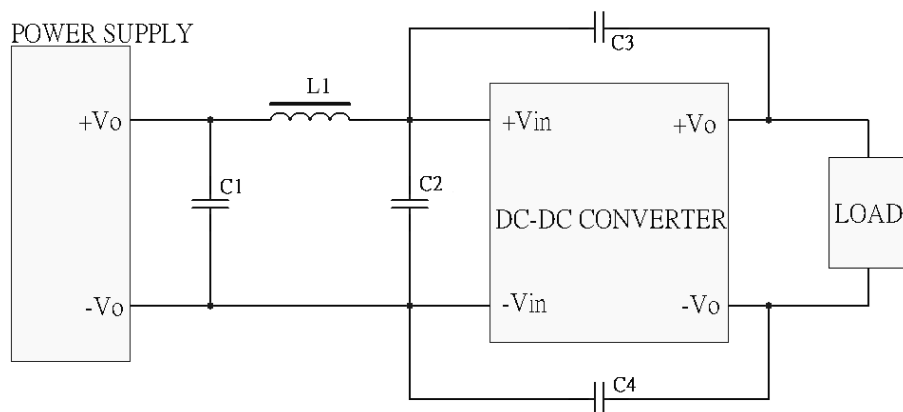 POWER SUPPLY
C3
L1
+Vo
+Vin
+Vo
C1
C2
DC-DC CONVERTER
LOAD
-Vo
-Vin
-Vo
C4